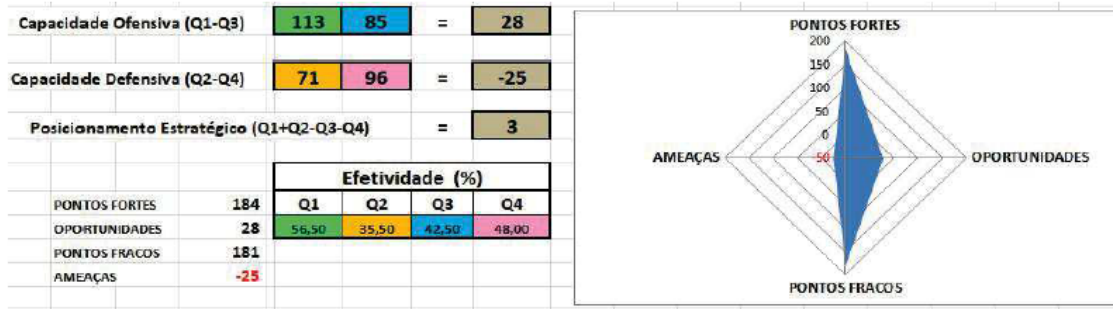 Capacidade Ofensiva (Q1-Q3) 113 85 = 28
Capacidade Defensiva (Q2-Q4) 71 96 = -25
Posicionamento Estratégico (Q1+Q2-Q3-Q4) = 3
Efetividade (%)
PONTOS FORTES 184 Q1 Q2 Q3 Q4
OPORTUNIDADES 28 56,50 35,50 42,50 48,00
PONTOS FRACOS 181
AMEAÇAS -25
PONTOS FORTES
200
150
100
50
0
AMEAÇAS -50 OPORTUNIDADES
PONTOS FRACOS